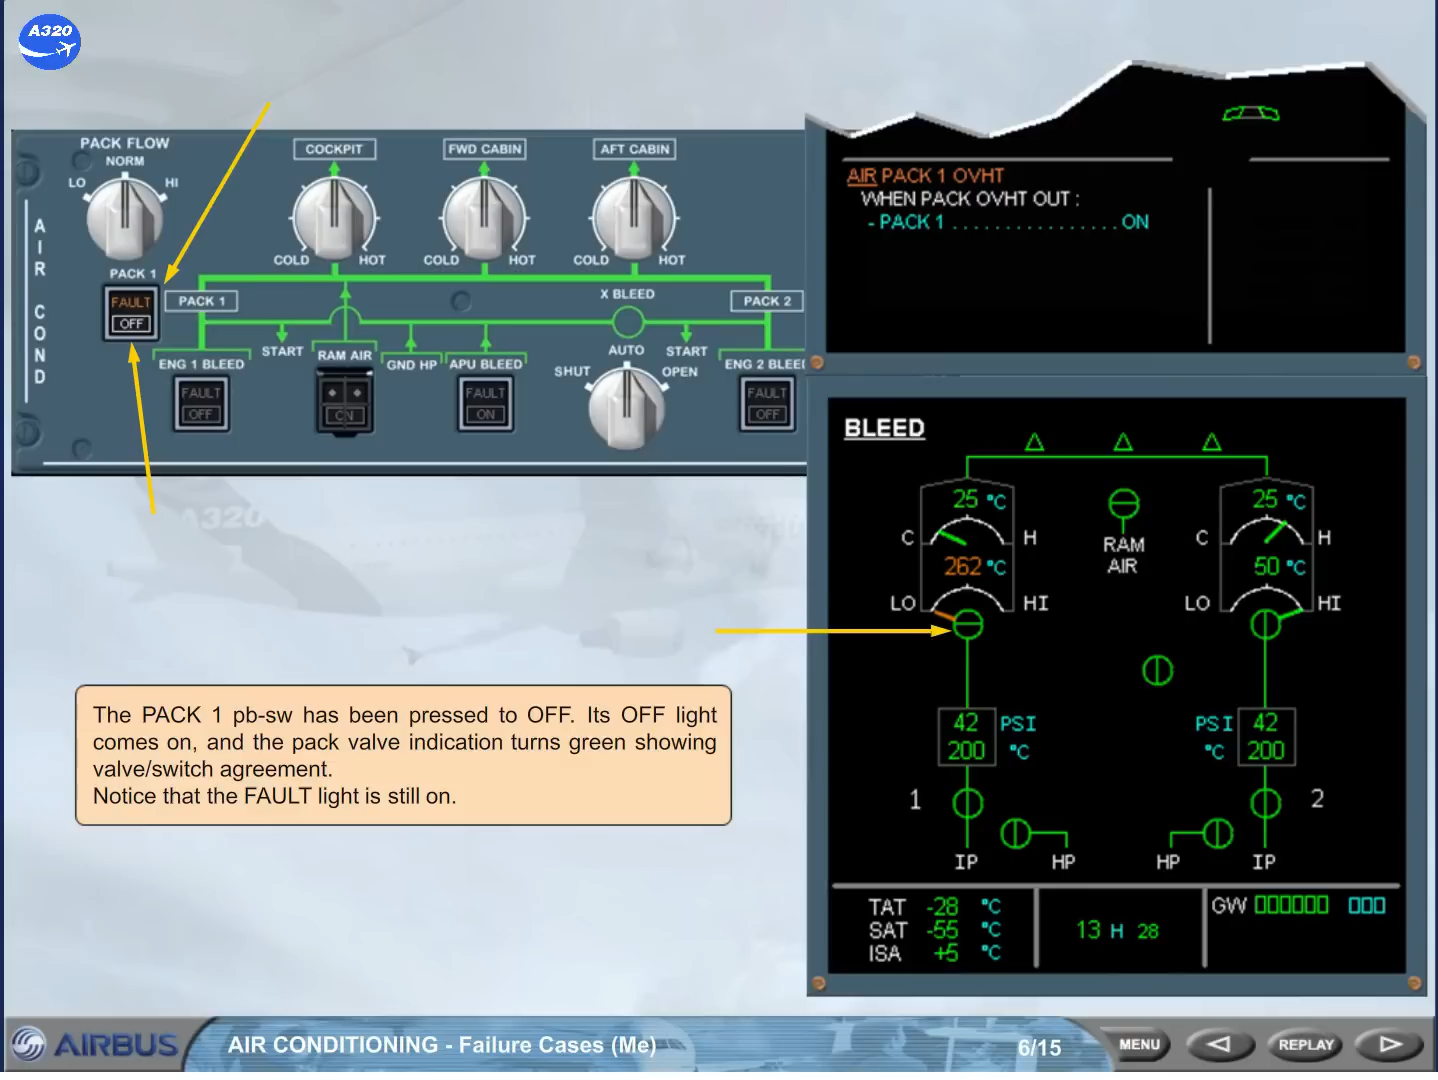 A320
PACK FLOW
NORM
LO
HI
COCKPIT
FWD CABIN
AFT CABIN
COLD
HOT
COLD
HOT
COLD
HOT
AIR COND
PACK 1
FAULT
OFF
PACK 1
X BLEED
PACK 2
START
RAM AIR
GND HP
APU BLEED
AUTO
START
ENG 1 BLEED
ENG 2 BLEE
SHUT
OPEN
FAULT
OFF
ON
FAULT
ON
FAULT
OFF
AIR PACK 1 OVHT
WHEN PACK OVHT OUT :
- PACK 1 . . . . . . . . . . . . . . . . ON
BLEED
25 °C
25 °C
C
H
C
H
RAM
AIR
262 °C
50 °C
LO
HI
LO
HI
42 PSI
PSI 42
200 °C
°C 200
1
2
IP
HP
HP
IP
TAT -28 °C
SAT -55 °C
ISA +5 °C
13 H 28
GW
A320
The PACK 1 pb-sw has been pressed to OFF. Its OFF light
comes on, and the pack valve indication turns green showing
valve/switch agreement.
Notice that the FAULT light is still on.
AIRBUS
AIR CONDITIONING - Failure Cases (Me)
6/15
MENU
REPLAY